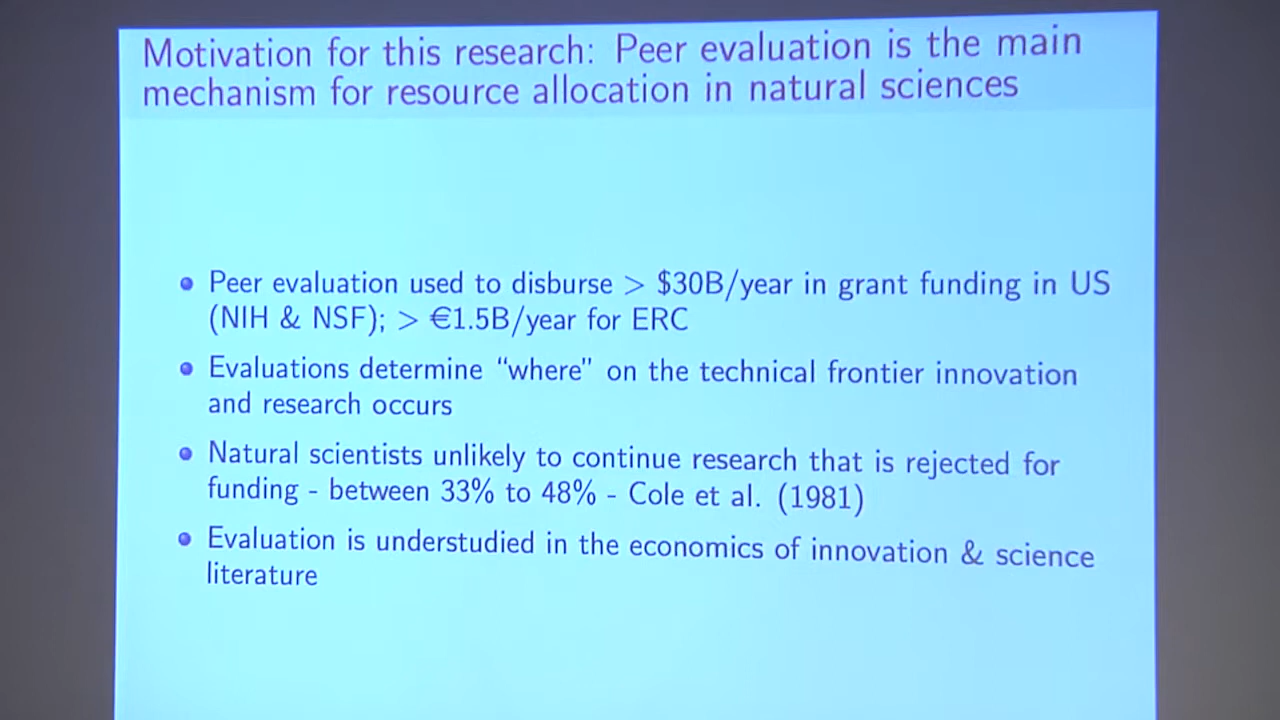 Motivation for this research: Peer evaluation is the main
mechanism for resource allocation in natural sciences
• Peer evaluation used to disburse > $30B/year in grant funding in US
(NIH & NSF); > €1.5B/year for ERC
• Evaluations determine “where” on the technical frontier innovation
and research occurs
• Natural scientists unlikely to continue research that is rejected for
funding - between 33% to 48% - Cole et al. (1981)
• Evaluation is understudied in the economics of innovation & science
literature